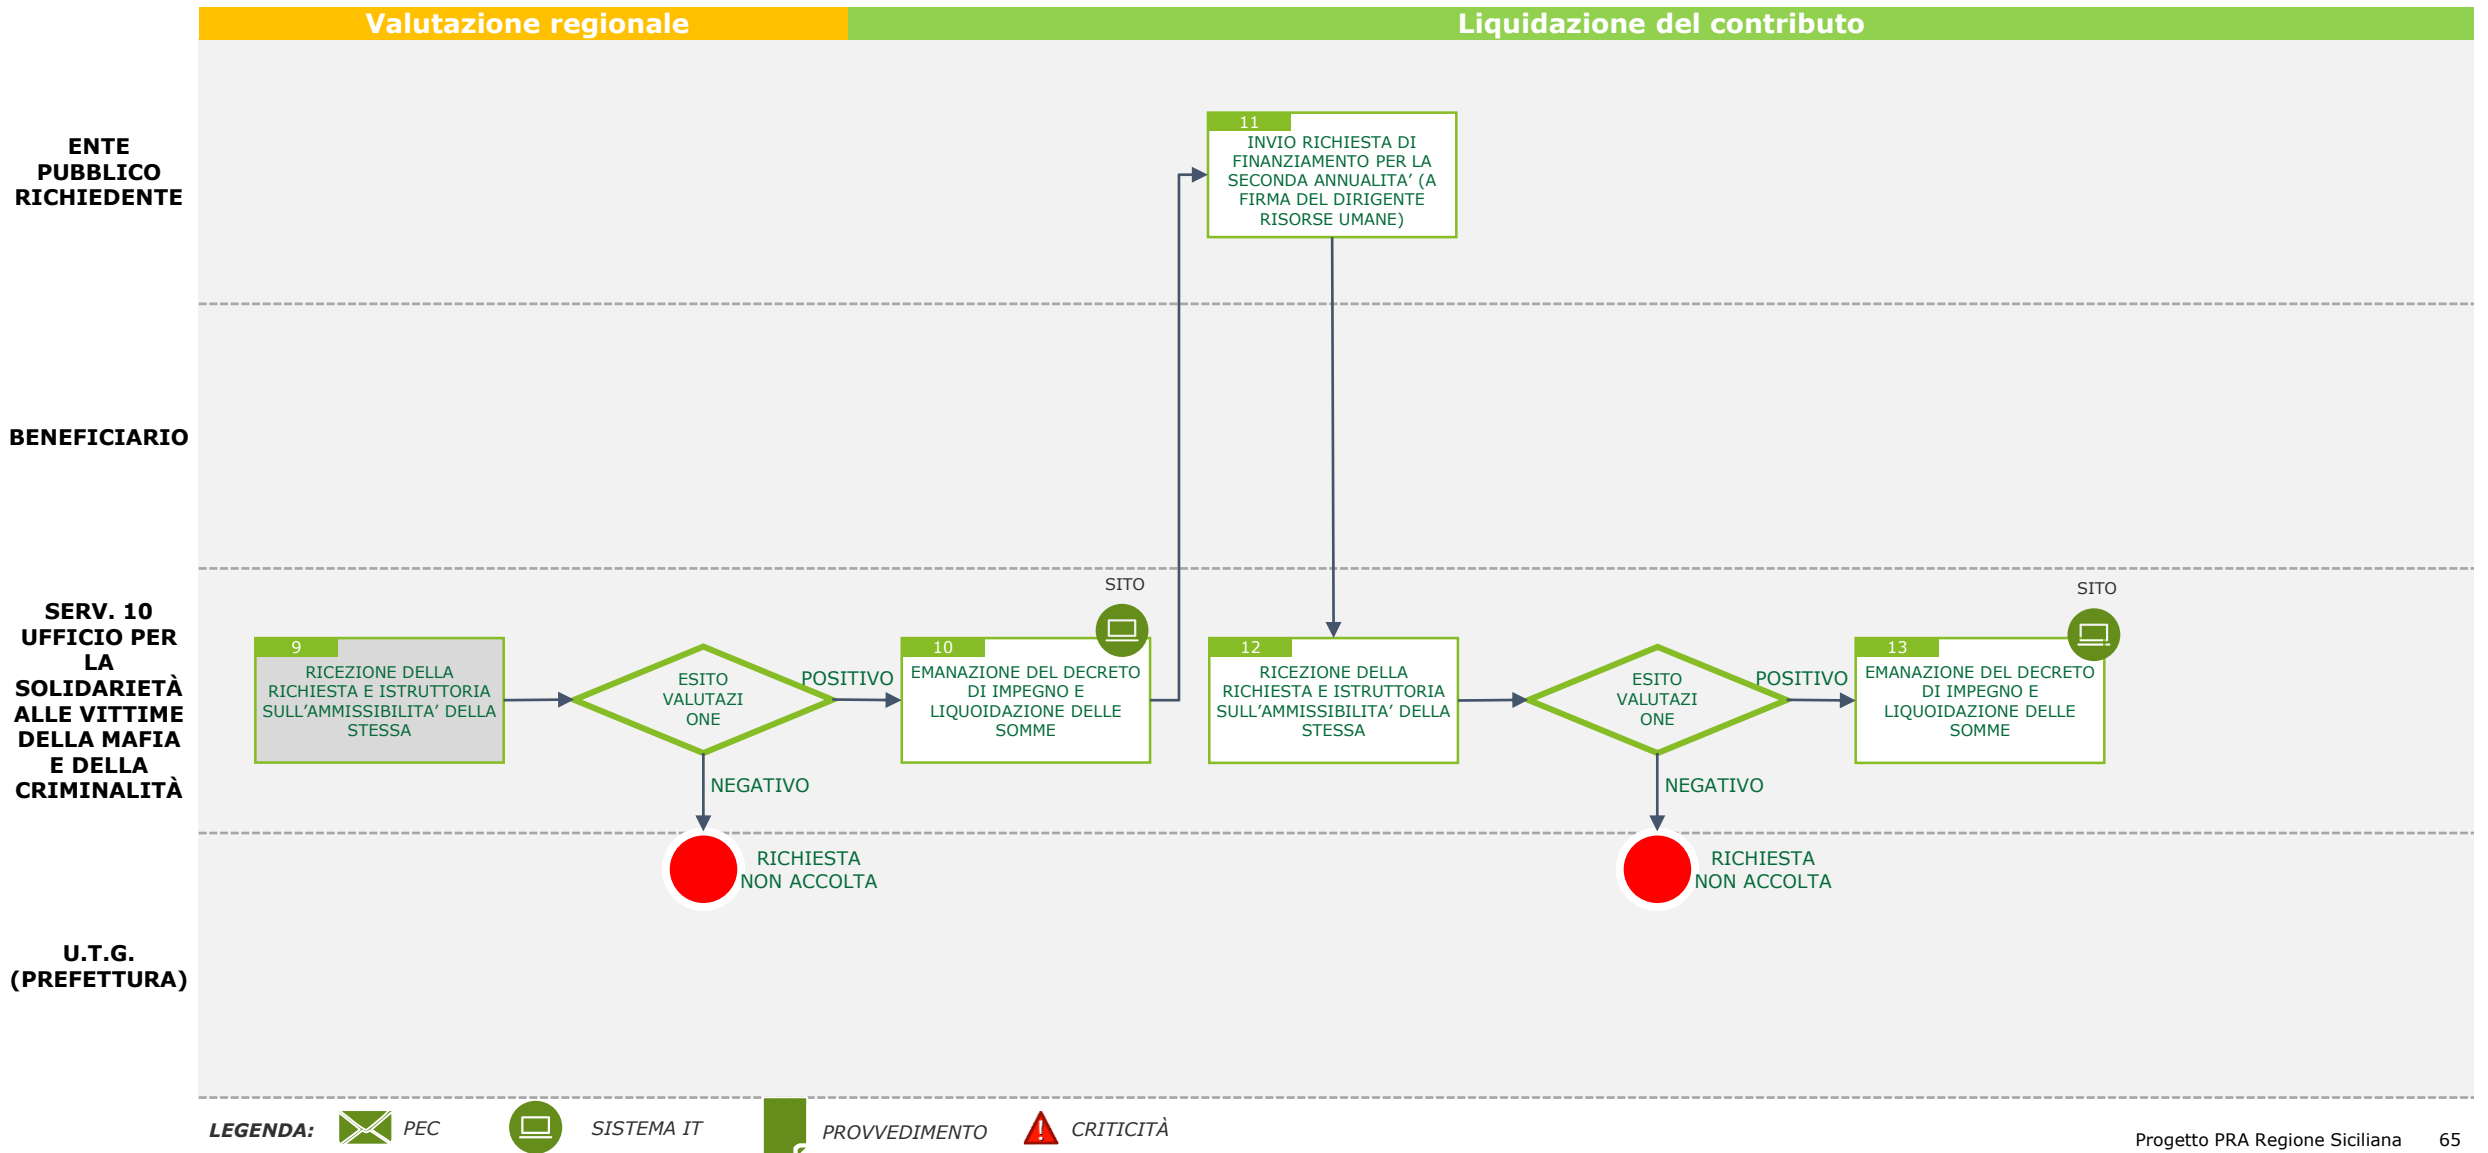 Valutazione regionale
Liquidazione del contributo
ENTE
PUBBLICO
RICHIEDENTE
11
INVIO RICHIESTA DI
FINANZIAMENTO PER LA
SECONDA ANNUALITA’ (A
FIRMA DEL DIRIGENTE
RISORSE UMANE)
BENEFICIARIO
SERV. 10
UFFICIO PER
LA
SOLIDARIETÀ
ALLE VITTIME
DELLA MAFIA
E DELLA
CRIMINALITÀ
9
RICEZIONE DELLA
RICHIESTA E ISTRUTTORIA
SULL’AMMISSIBILITA’ DELLA
STESSA
ESITO
VALUTAZI
ONE
POSITIVO
NEGATIVO
SITO
10
EMANAZIONE DEL DECRETO
DI IMPEGNO E
LIQUOIDAZIONE DELLE
SOMME
12
RICEZIONE DELLA
RICHIESTA E ISTRUTTORIA
SULL’AMMISSIBILITA’ DELLA
STESSA
ESITO
VALUTAZI
ONE
POSITIVO
NEGATIVO
SITO
13
EMANAZIONE DEL DECRETO
DI IMPEGNO E
LIQUOIDAZIONE DELLE
SOMME
RICHIESTA
NON ACCOLTA
RICHIESTA
NON ACCOLTA
U.T.G.
(PREFETTURA)
LEGENDA:
PEC
SISTEMA IT
PROVVEDIMENTO
CRITICITÀ
Progetto PRA Regione Siciliana 65